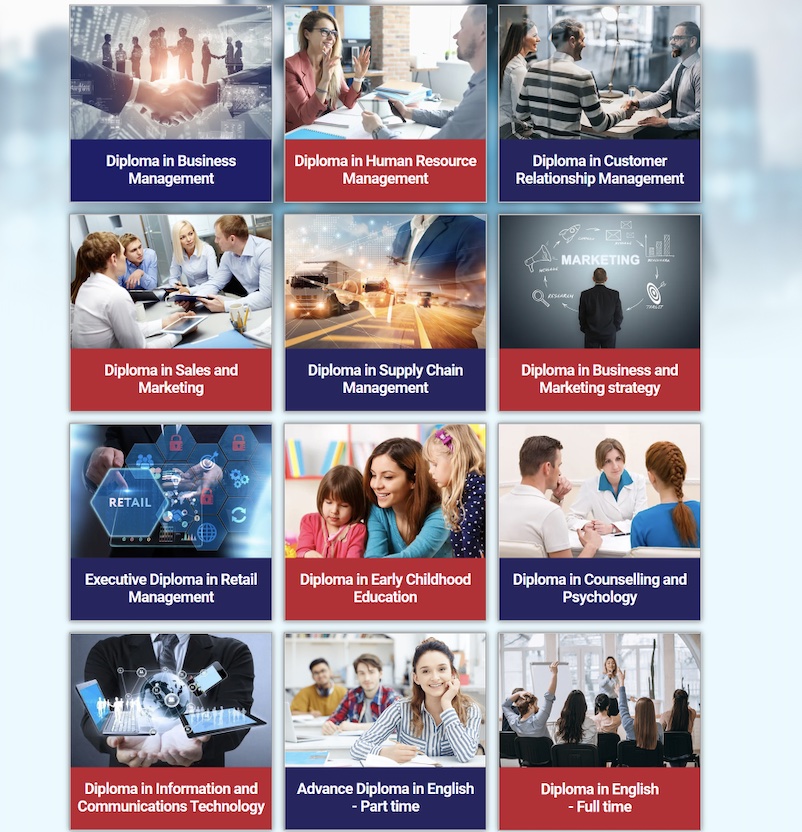 Diploma in Business
Management
Diploma in Human Resource
Management
Diploma in Customer
Relationship Management
Diploma in Sales and
Marketing
Diploma in Supply Chain
Management
MARKETING
RESEARCH
TARGET
Diploma in Business and
Marketing strategy
RETAIL
Executive Diploma in Retail
Management
Diploma in Early Childhood
Education
Diploma in Counselling and
Psychology
Diploma in Information and
Communications Technology
Advance Diploma in English
- Part time
Diploma in English
- Full time